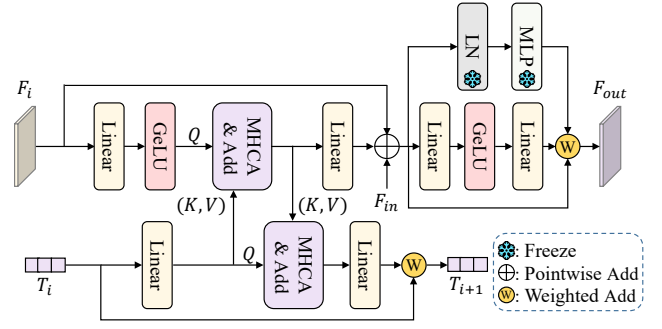 LN
MLP
F_i
F_out
Linear
GeLU
Q
MHCA
& Add
Linear
Linear
GeLU
Linear
W
(K, V)
(K, V)
F_in
Linear
Q
MHCA
& Add
Linear
W
T_i
T_{i+1}
: Freeze
: Pointwise Add
W : Weighted Add